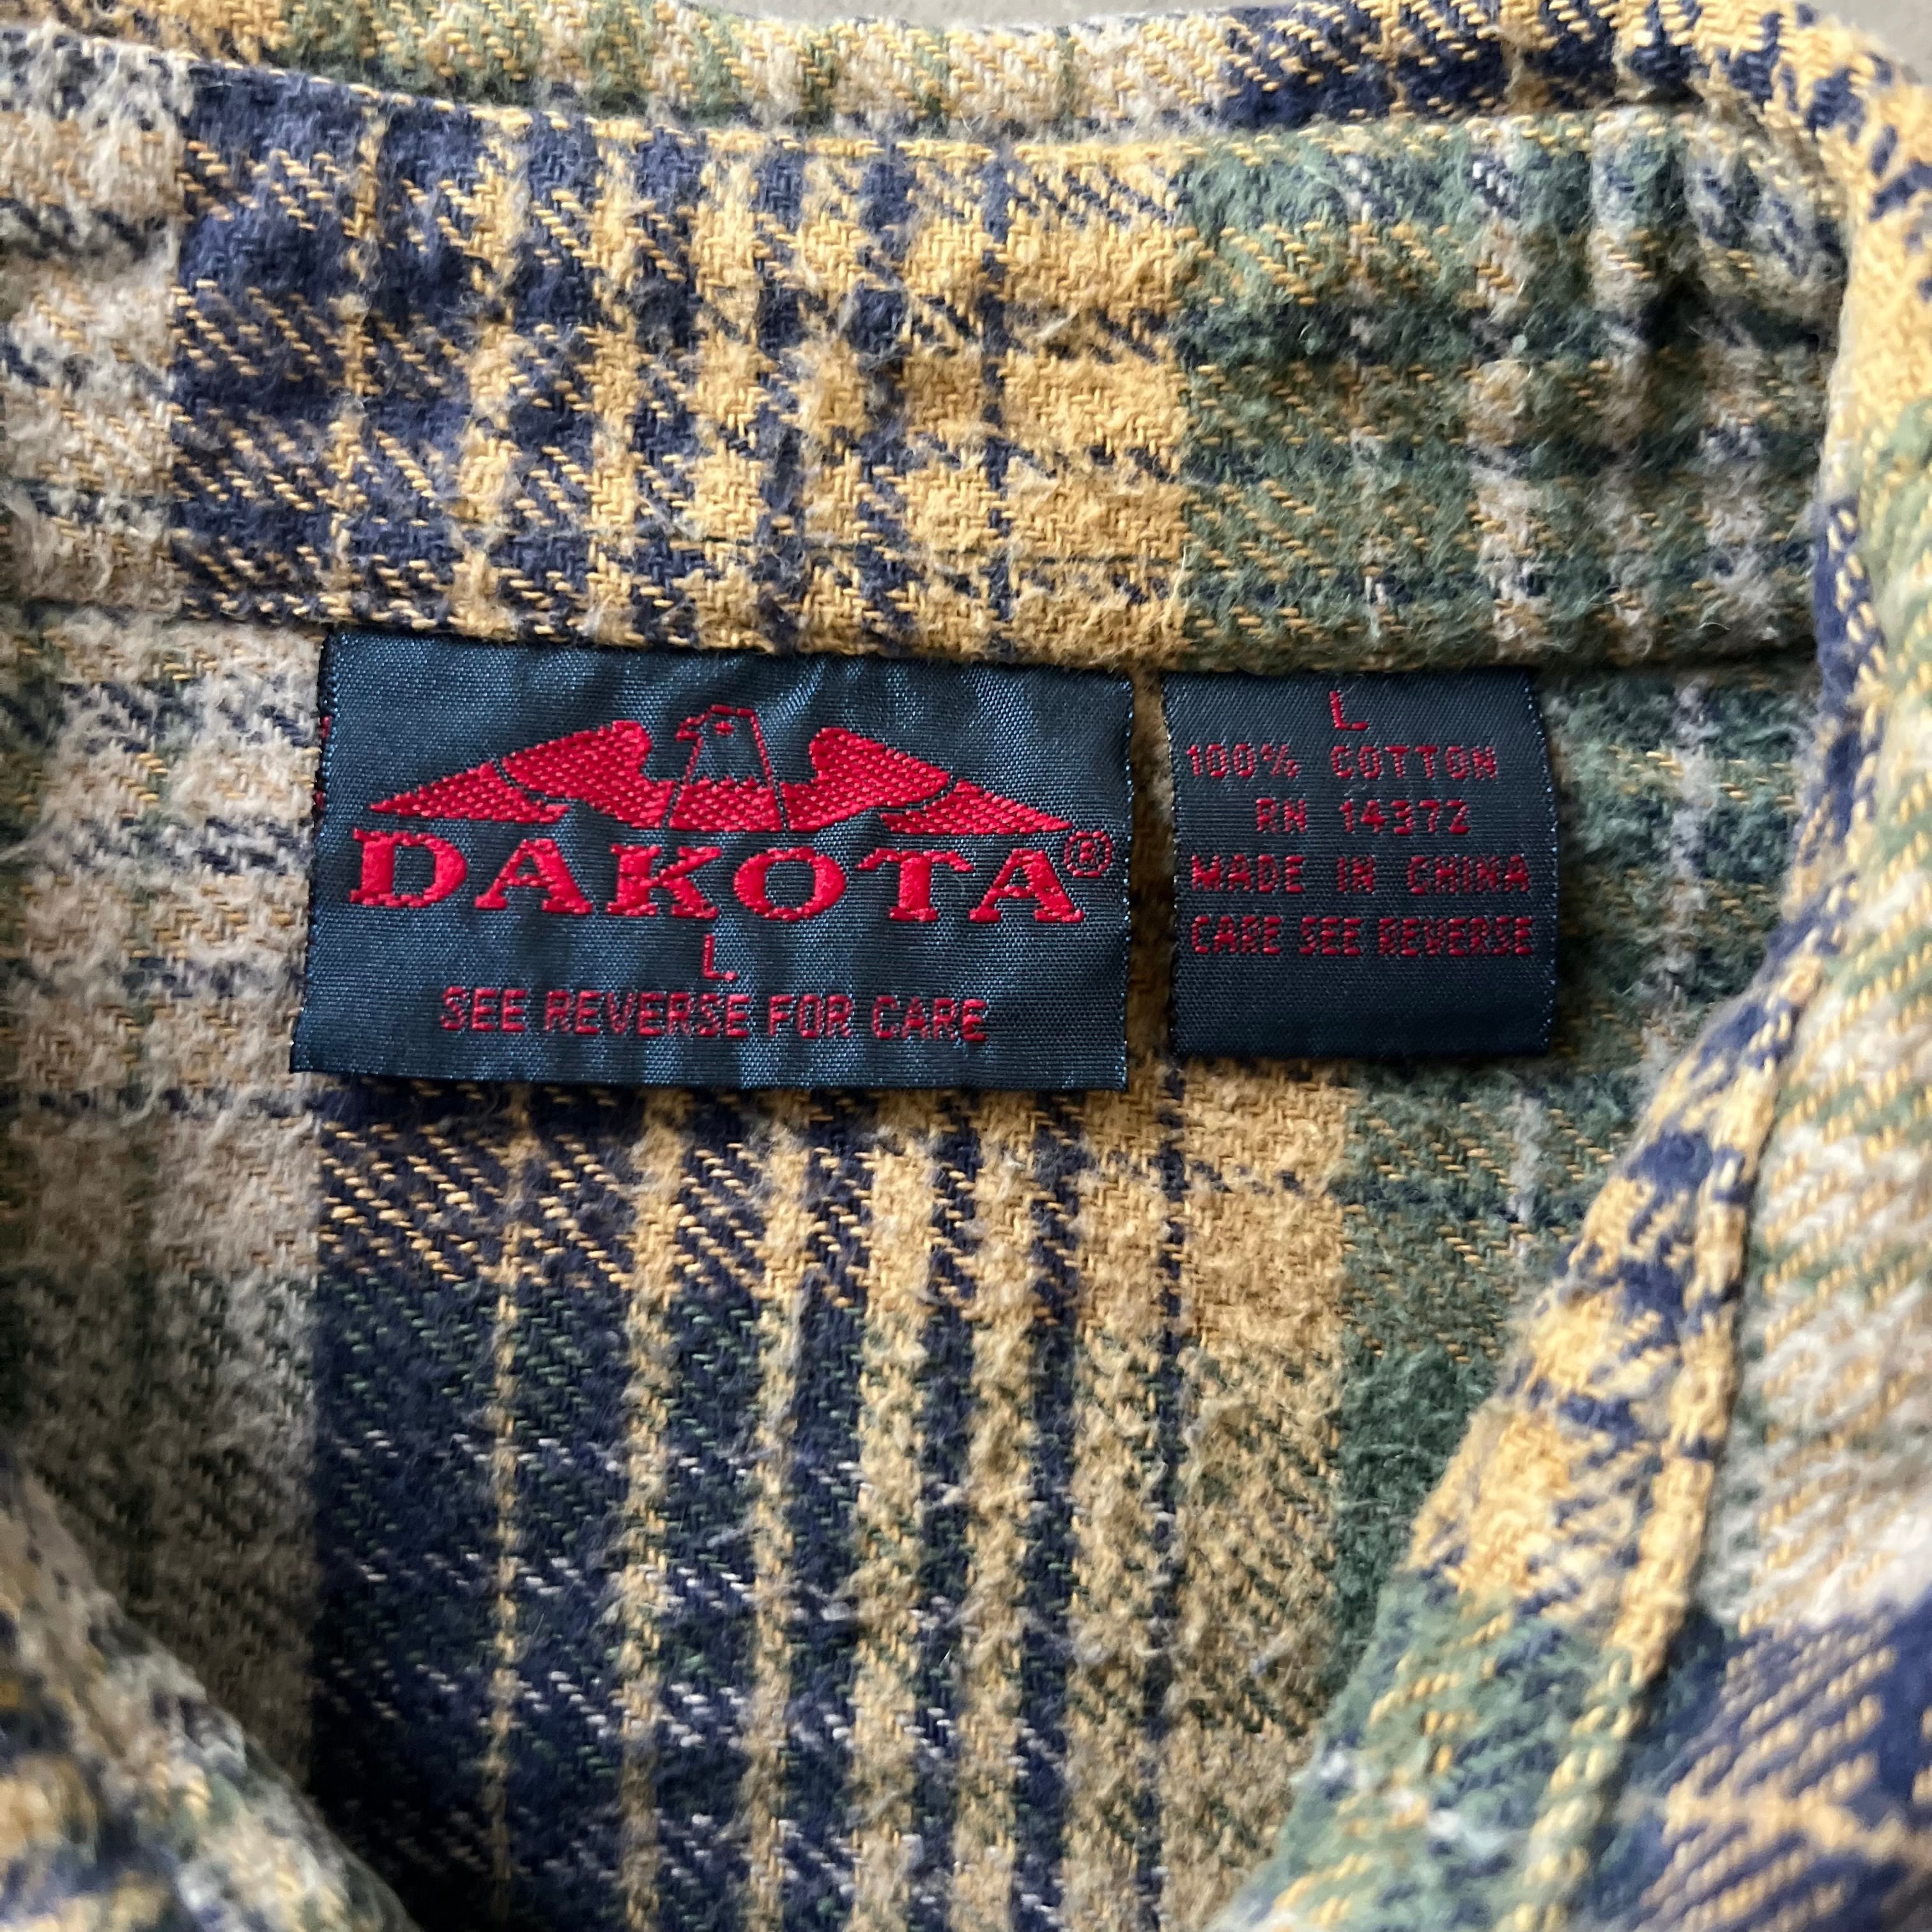 DAKOTA®
L
SEE REVERSE FOR CARE
L
100% COTTON
RN 14372
MADE IN CHINA
CARE SEE REVERSE